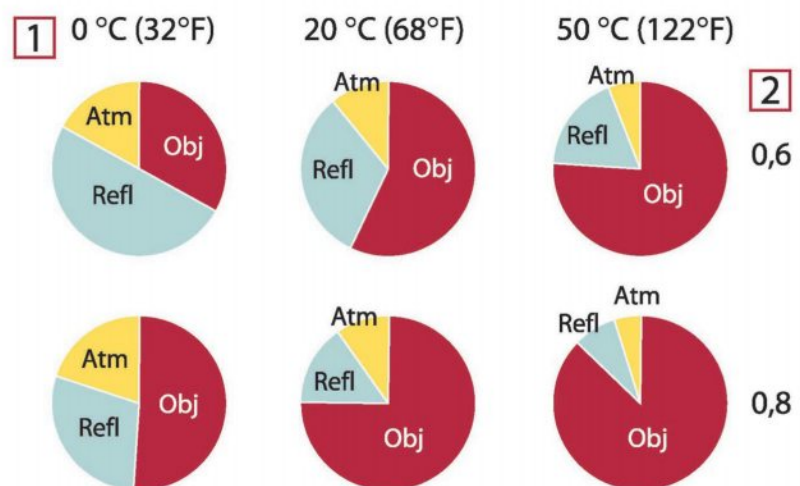 1 0 °C (32°F) 20 °C (68°F) 50 °C (122°F)
2
Atm Obj Refl
Atm Refl Obj
Atm Refl Obj
0,6
Atm Obj Refl
Atm Refl Obj
Atm Refl Obj
0,8